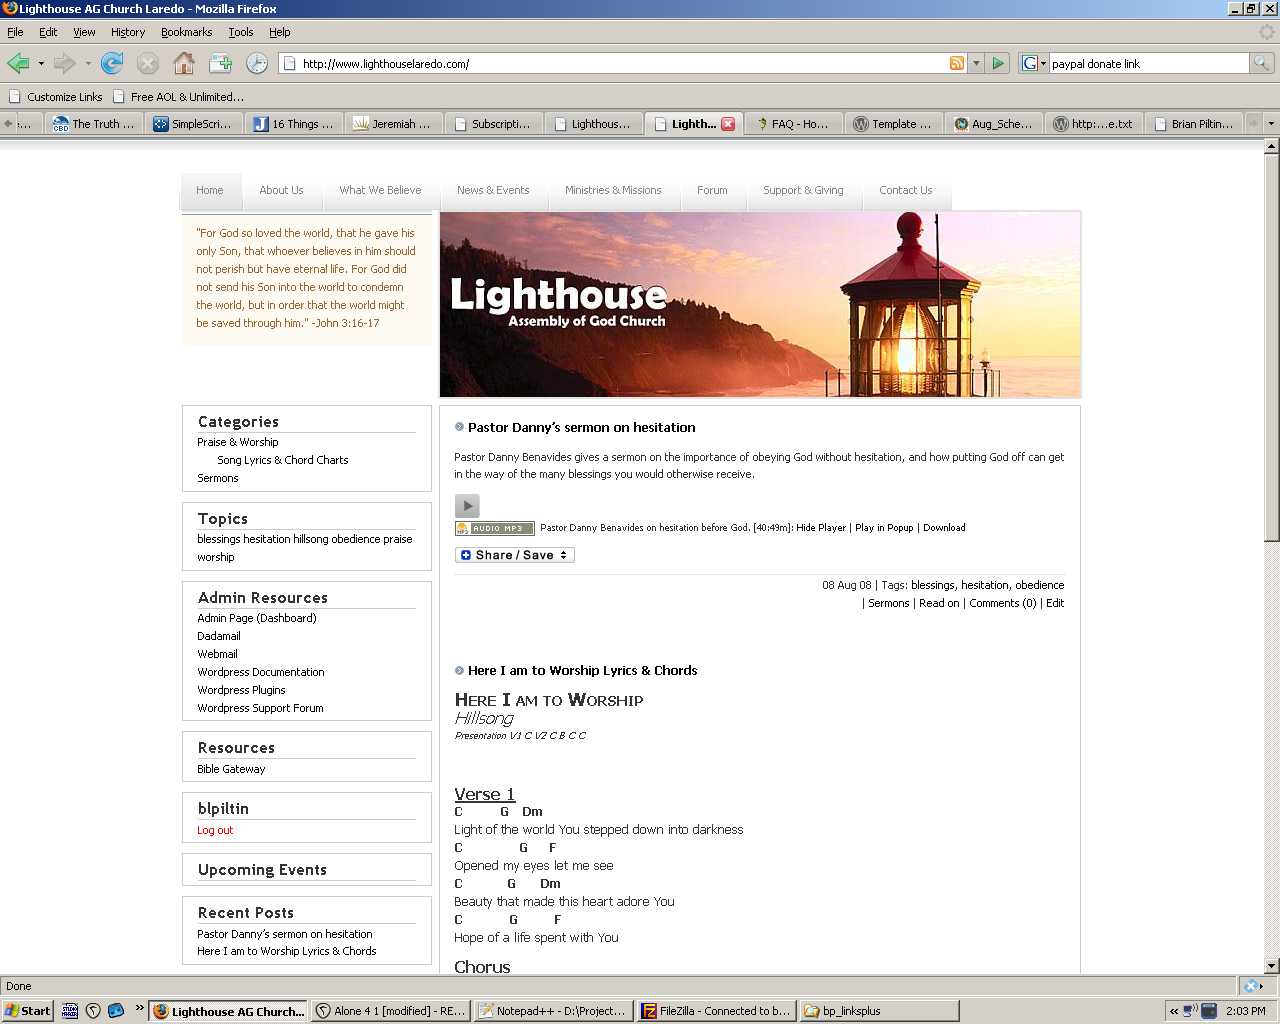 Lighthouse AG Church Laredo - Mozilla Firefox
File Edit View History Bookmarks Tools Help
http://www.lighthouselaredo.com/
paypal donate link
Customize Links Free AOL & Unlimited...
The Truth ... SimpleScri... 16 Things ... Jeremiah ... Subscripti... Lighthous... Lighth... FAQ - Ho... Template ... Aug_Sche... http:...e.txt Brian Piltin...
Home About Us What We Believe News & Events Ministries & Missions Forum Support & Giving Contact Us
"For God so loved the world, that he gave his
only Son, that whoever believes in him should
not perish but have eternal life. For God did
not send his Son into the world to condemn
the world, but in order that the world might
be saved through him." -John 3:16-17
Lighthouse
Assembly of God Church
Categories
Praise & Worship
Song Lyrics & Chord Charts
Sermons
Topics
blessings hesitation hillsong obedience praise
worship
Admin Resources
Admin Page (Dashboard)
Dadamail
Webmail
Wordpress Documentation
Wordpress Plugins
Wordpress Support Forum
Resources
Bible Gateway
blpiltin
Log out
Upcoming Events
Recent Posts
Pastor Danny's sermon on hesitation
Here I am to Worship Lyrics & Chords
Pastor Danny's sermon on hesitation
Pastor Danny Benavides gives a sermon on the importance of obeying God without hesitation, and how putting God off can get
in the way of the many blessings you would otherwise receive.
AUDIO MP3 Pastor Danny Benavides on hesitation before God. [40:49m]: Hide Player | Play in Popup | Download
Share / Save
08 Aug 08 | Tags: blessings, hesitation, obedience
| Sermons | Read on | Comments (0) | Edit
Here I am to Worship Lyrics & Chords
HERE I AM TO WORSHIP
Hillsong
Presentation V1 C V2 C B C C
Verse 1
C G Dm
Light of the world You stepped down into darkness
C G F
Opened my eyes let me see
C G Dm
Beauty that made this heart adore You
C G F
Hope of a life spent with You
Chorus
Done
Start Lighthouse AG Church... Alone 4 1 [modified] - RE... Notepad++ - D:\Project... FileZilla - Connected to b... bp_linksplus 2:03 PM